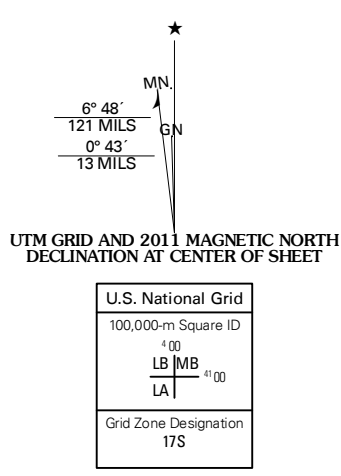 ★
MN
6° 48´
121 MILS
GN
0° 43´
13 MILS
UTM GRID AND 2011 MAGNETIC NORTH
DECLINATION AT CENTER OF SHEET
U.S. National Grid
100,000-m Square ID
4 00
LB MB
41 00
LA
Grid Zone Designation
17S